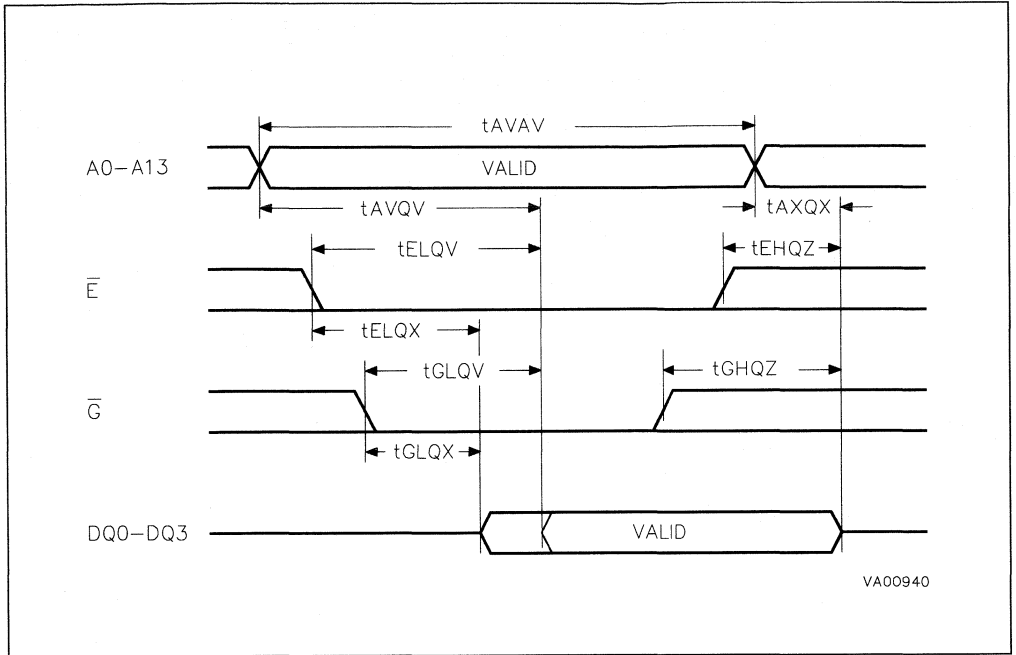 tAVAV
A0-A13
VALID
tAVQV
tAXQX
tELQV
tEHQZ
E̅
tELQX
tGLQV
tGHQZ
G̅
tGLQX
DQ0-DQ3
VALID
VA00940